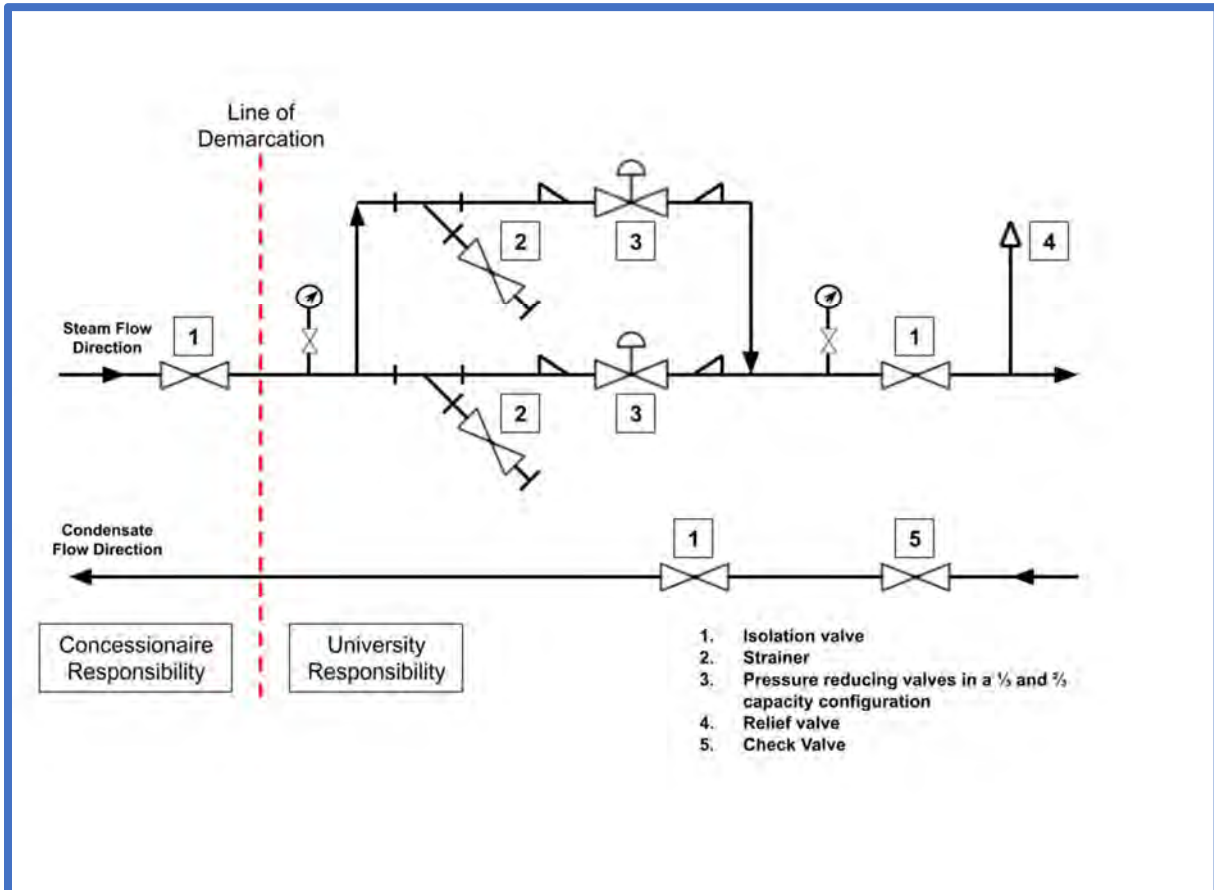 Line of
Demarcation
2
3
4
Steam Flow
Direction
1
1
2
3
Condensate
Flow Direction
1
5
Concessionaire
Responsibility
University
Responsibility
1. Isolation valve
2. Strainer
3. Pressure reducing valves in a ⅓ and ⅔
capacity configuration
4. Relief valve
5. Check Valve